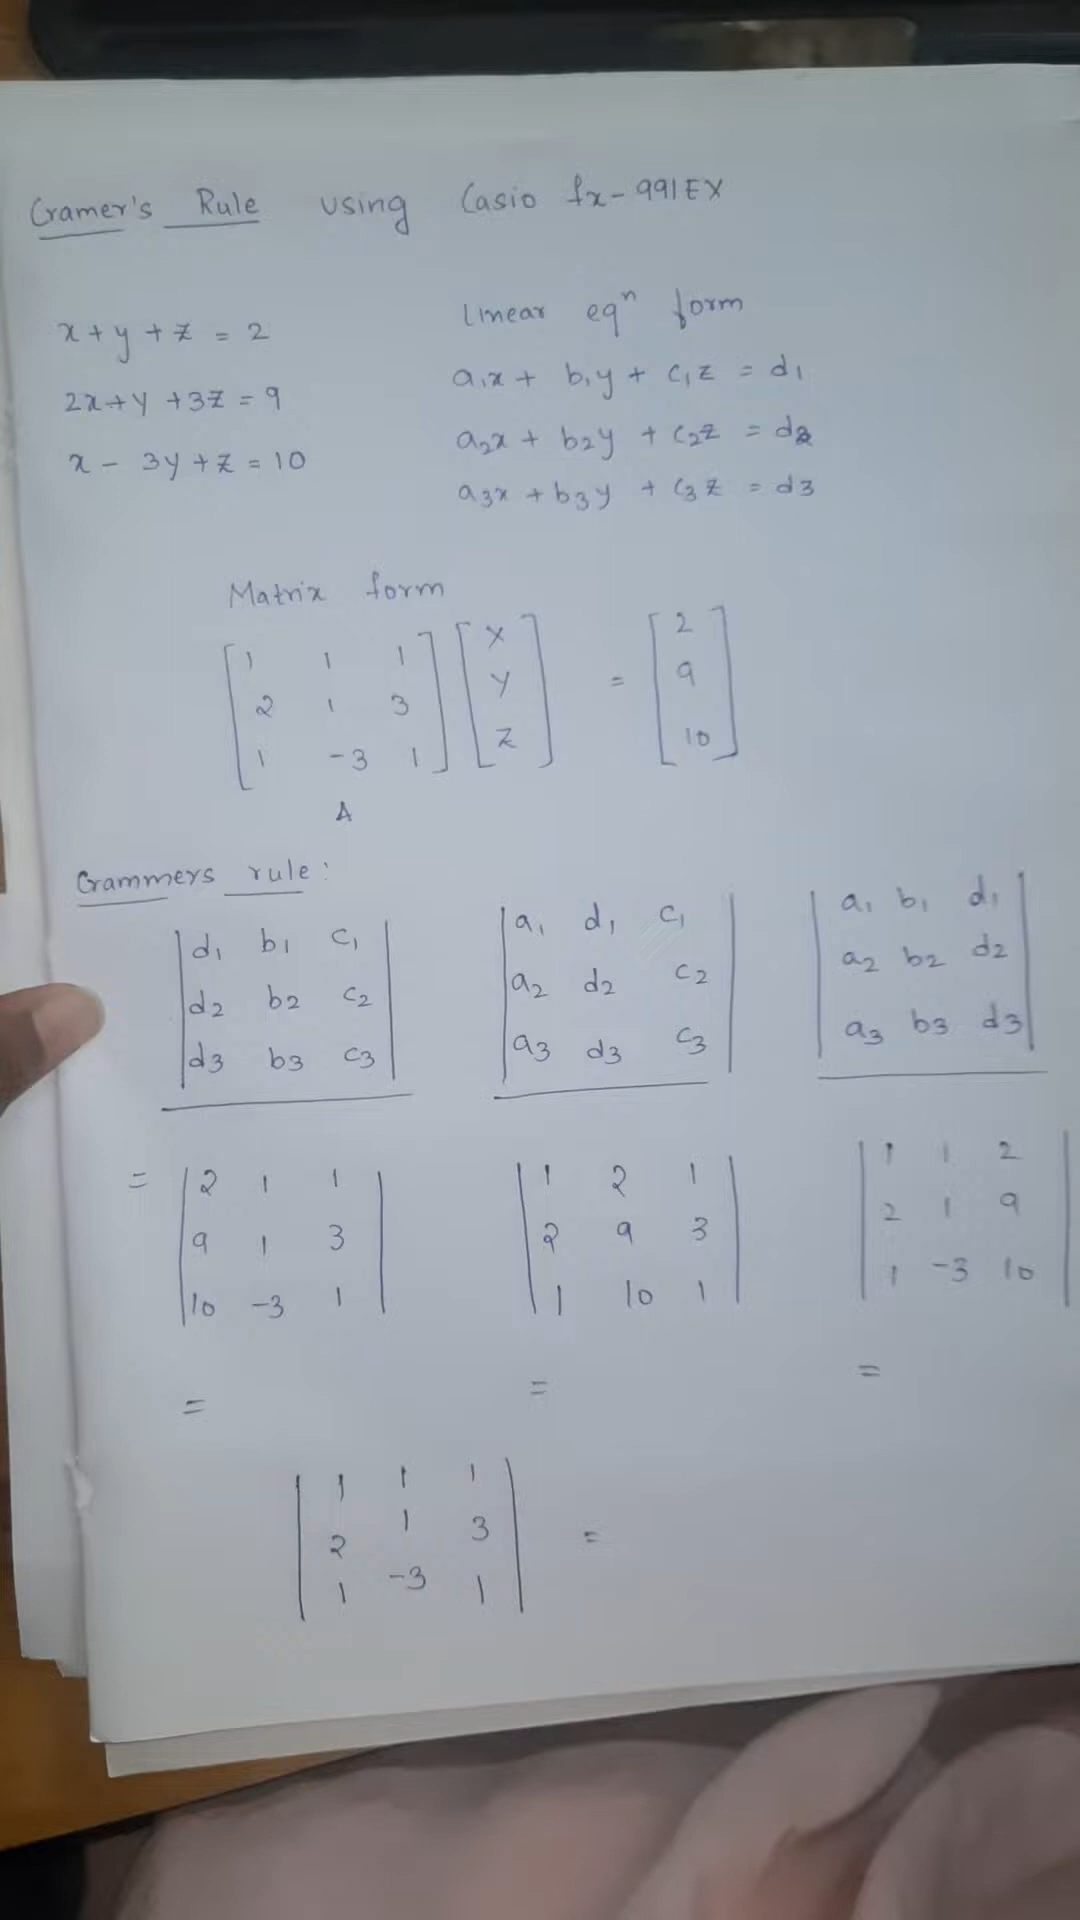 Cramer's Rule using Casio fx-991EX
x + y + z = 2
2x + y + 3z = 9
x - 3y + z = 10
linear eqⁿ form
a1x + b1y + c1z = d1
a2x + b2y + c2z = d2
a3x + b3y + c3z = d3
Matrix form
[1 1 1] [x] = [2]
[2 1 3] [y] [9]
[1 -3 1] [z] [10]
A
Crammers rule:
|d1 b1 c1| |a1 d1 c1| |a1 b1 d1|
|d2 b2 c2| |a2 d2 c2| |a2 b2 d2|
|d3 b3 c3| |a3 d3 c3| |a3 b3 d3|
= |2 1 1| |1 2 1| |1 1 2|
|9 1 3| |2 9 3| |2 1 9|
|10 -3 1| |1 10 1| |1 -3 10|
= = =
|1 1 1|
|2 1 3| =
|1 -3 1|